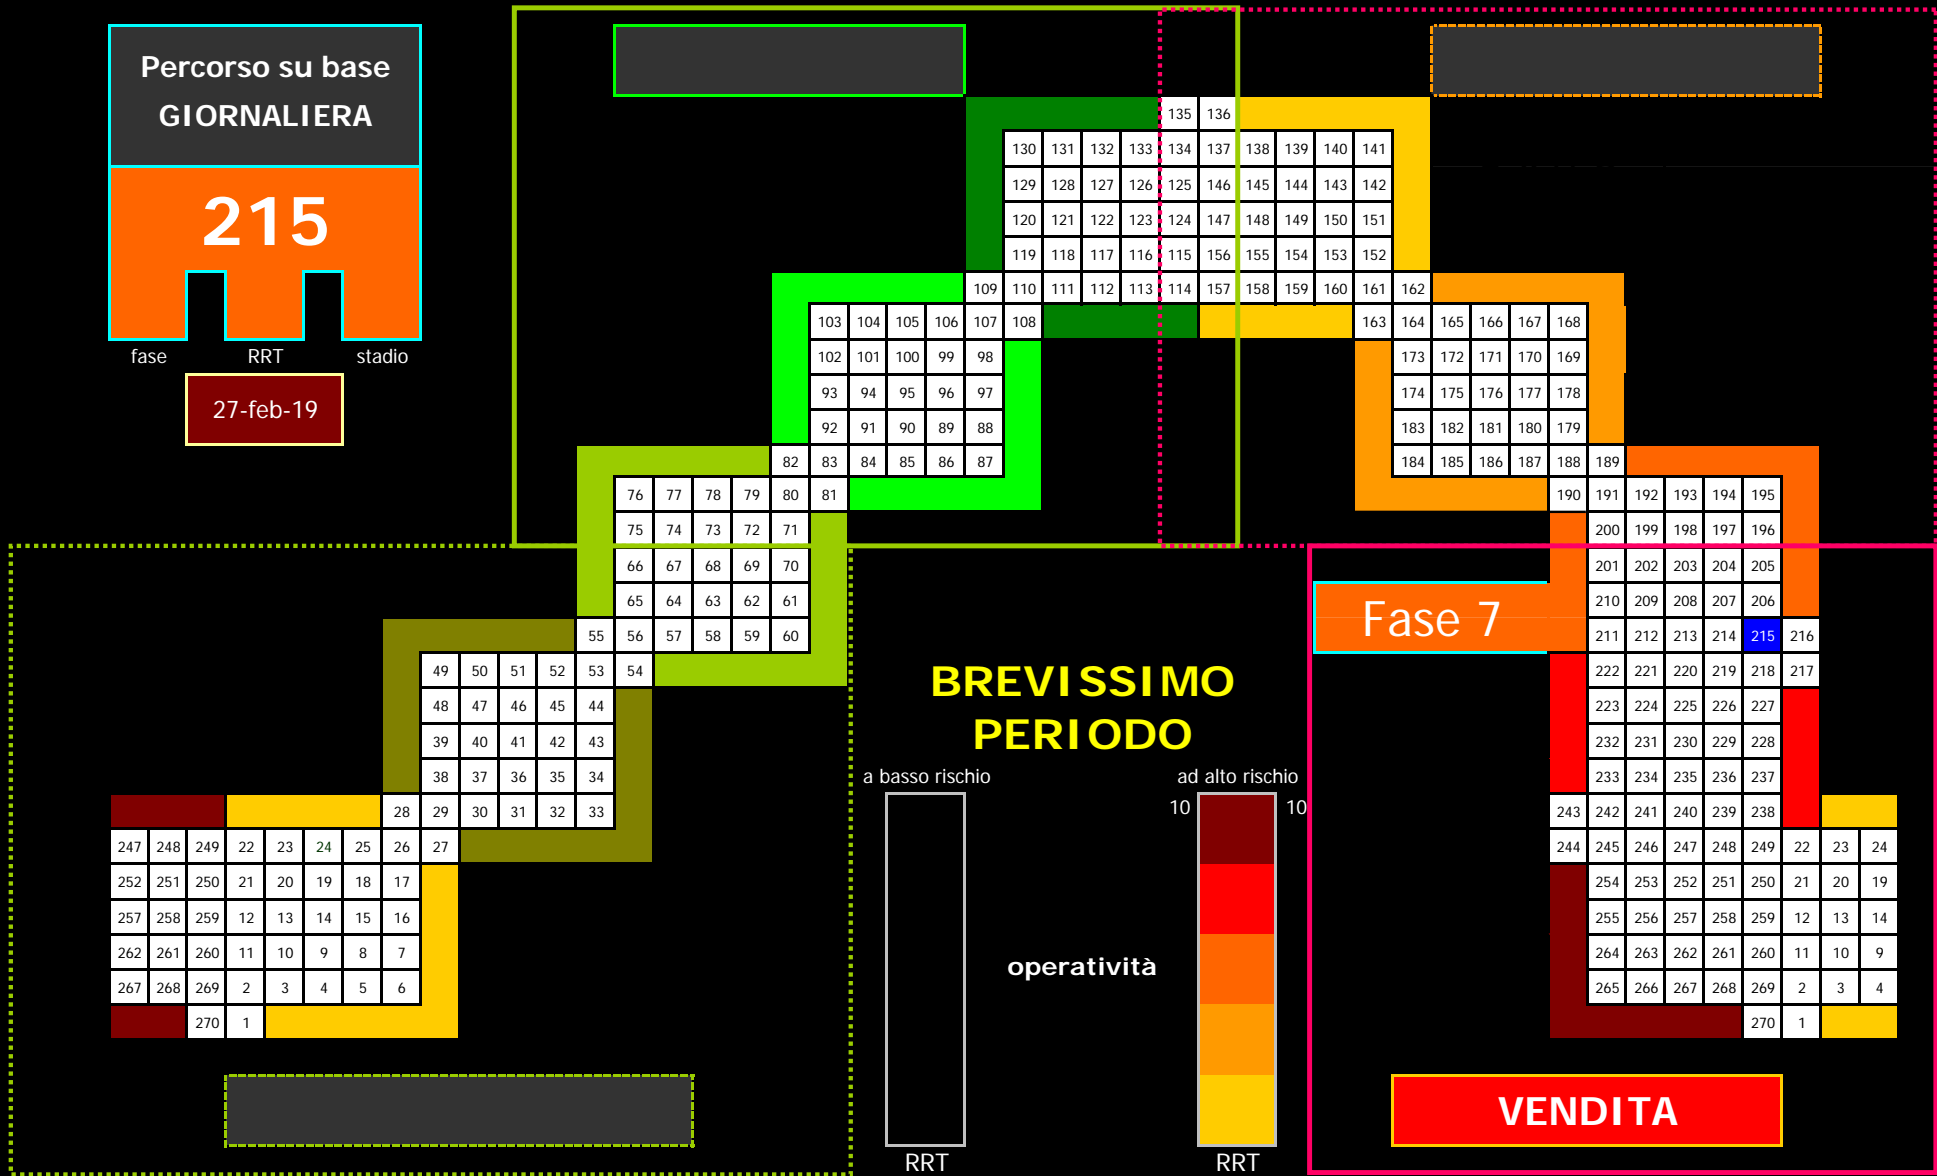 Percorso su base
GIORNALIERA
215
fase RRT stadio
27-feb-19
135 136
130 131 132 133 134 137 138 139 140 141
129 128 127 126 125 146 145 144 143 142
120 121 122 123 124 147 148 149 150 151
119 118 117 116 115 156 155 154 153 152
109 110 111 112 113 114 157 158 159 160 161 162
103 104 105 106 107 108 163 164 165 166 167 168
102 101 100 99 98 173 172 171 170 169
93 94 95 96 97 174 175 176 177 178
92 91 90 89 88 183 182 181 180 179
82 83 84 85 86 87 184 185 186 187 188 189
76 77 78 79 80 81 190 191 192 193 194 195
75 74 73 72 71 200 199 198 197 196
66 67 68 69 70 201 202 203 204 205
65 64 63 62 61 210 209 208 207 206
Fase 7
55 56 57 58 59 60 211 212 213 214 215 216
49 50 51 52 53 54 222 221 220 219 218 217
48 47 46 45 44 223 224 225 226 227
39 40 41 42 43 232 231 230 229 228
38 37 36 35 34 233 234 235 236 237
28 29 30 31 32 33 243 242 241 240 239 238
247 248 249 22 23 24 25 26 27 244 245 246 247 248 249 22 23 24
252 251 250 21 20 19 18 17 254 253 252 251 250 21 20 19
257 258 259 12 13 14 15 16 255 256 257 258 259 12 13 14
262 261 260 11 10 9 8 7 264 263 262 261 260 11 10 9
267 268 269 2 3 4 5 6 265 266 267 268 269 2 3 4
270 1 270 1
BREVISSIMO
PERIODO
a basso rischio ad alto rischio
10 10
operatività
RRT RRT
VENDITA